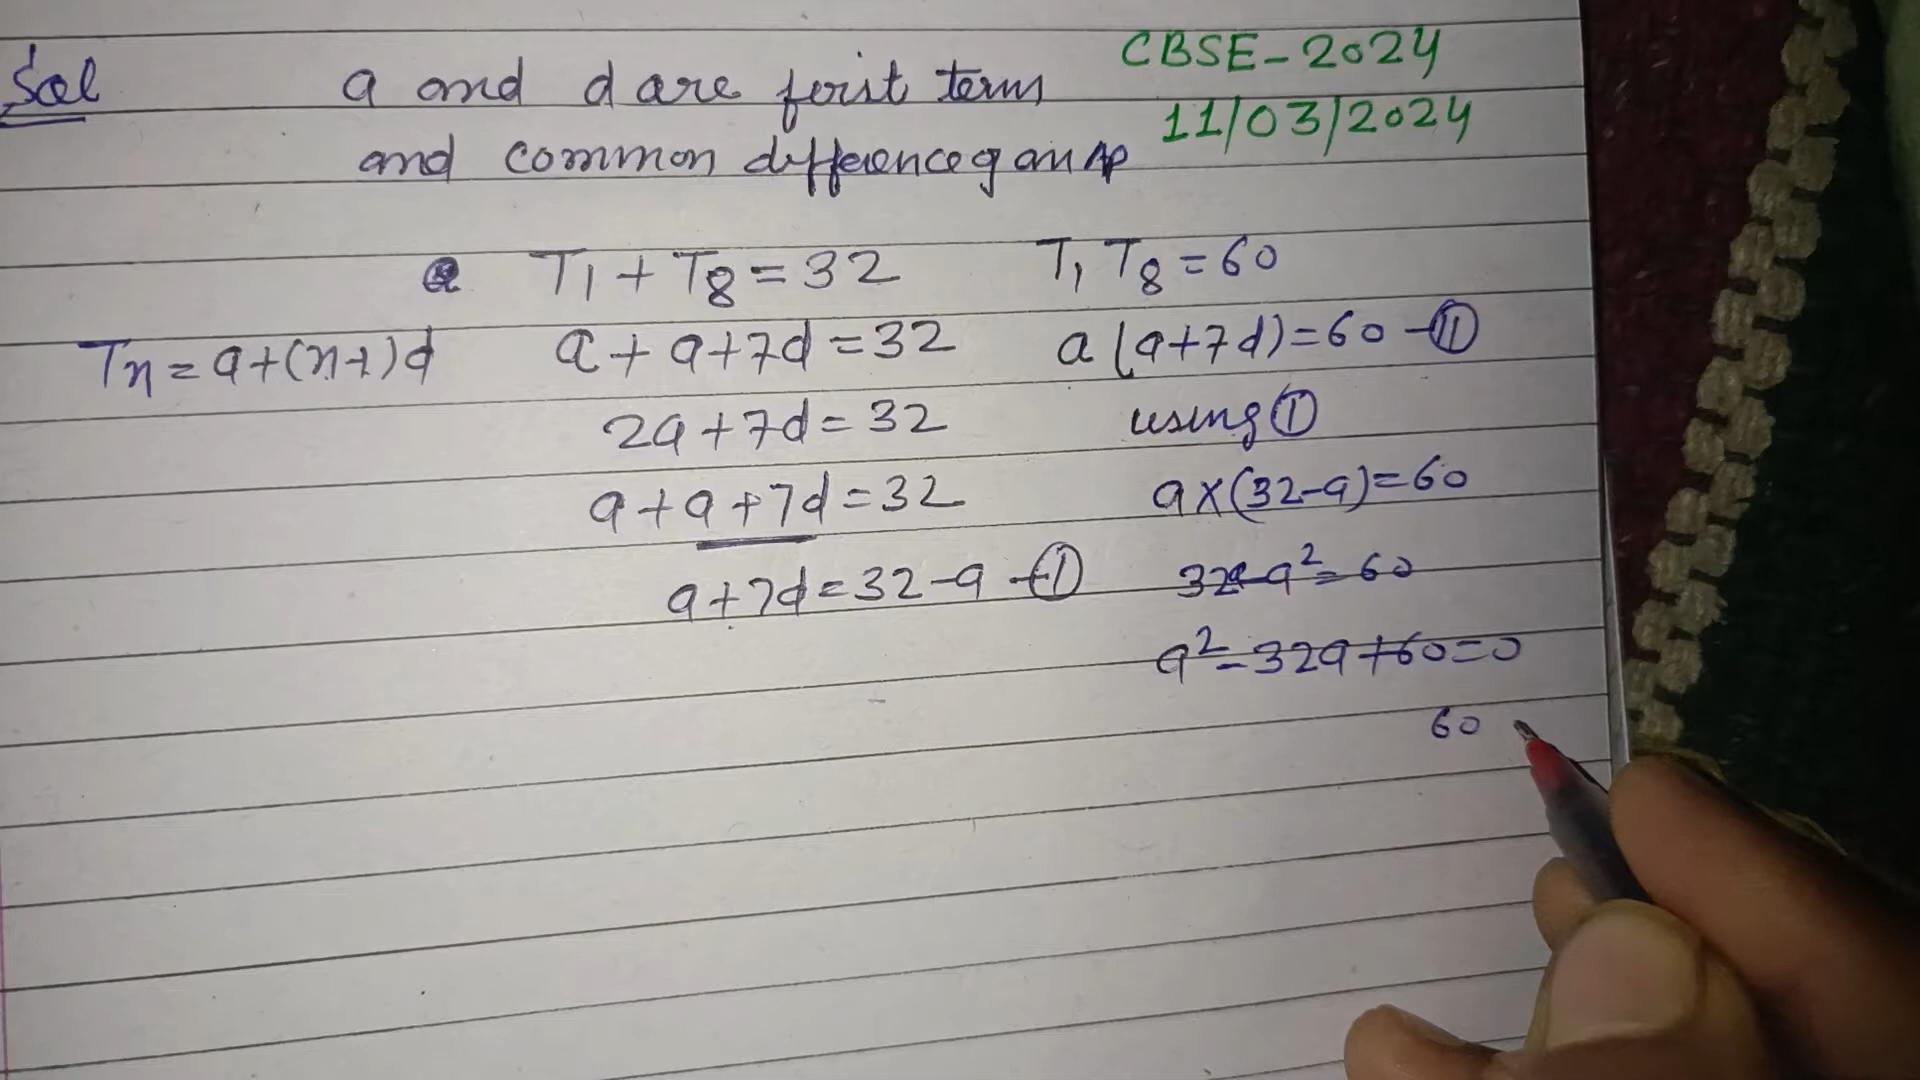 Sol
a and d are first term
CBSE-2024
11/03/2024
and common difference of an AP
T₁ + T₈ = 32
T₁ T₈ = 60
Tn = a+(n-1)d
a + a+7d = 32
a(a+7d)=60 -Ⅱ
2a+7d = 32
using Ⅰ
a + a + 7d = 32
a×(32-a)=60
a+7d = 32-a -Ⅰ
32a-a²=60
a²-32a+60=0
60